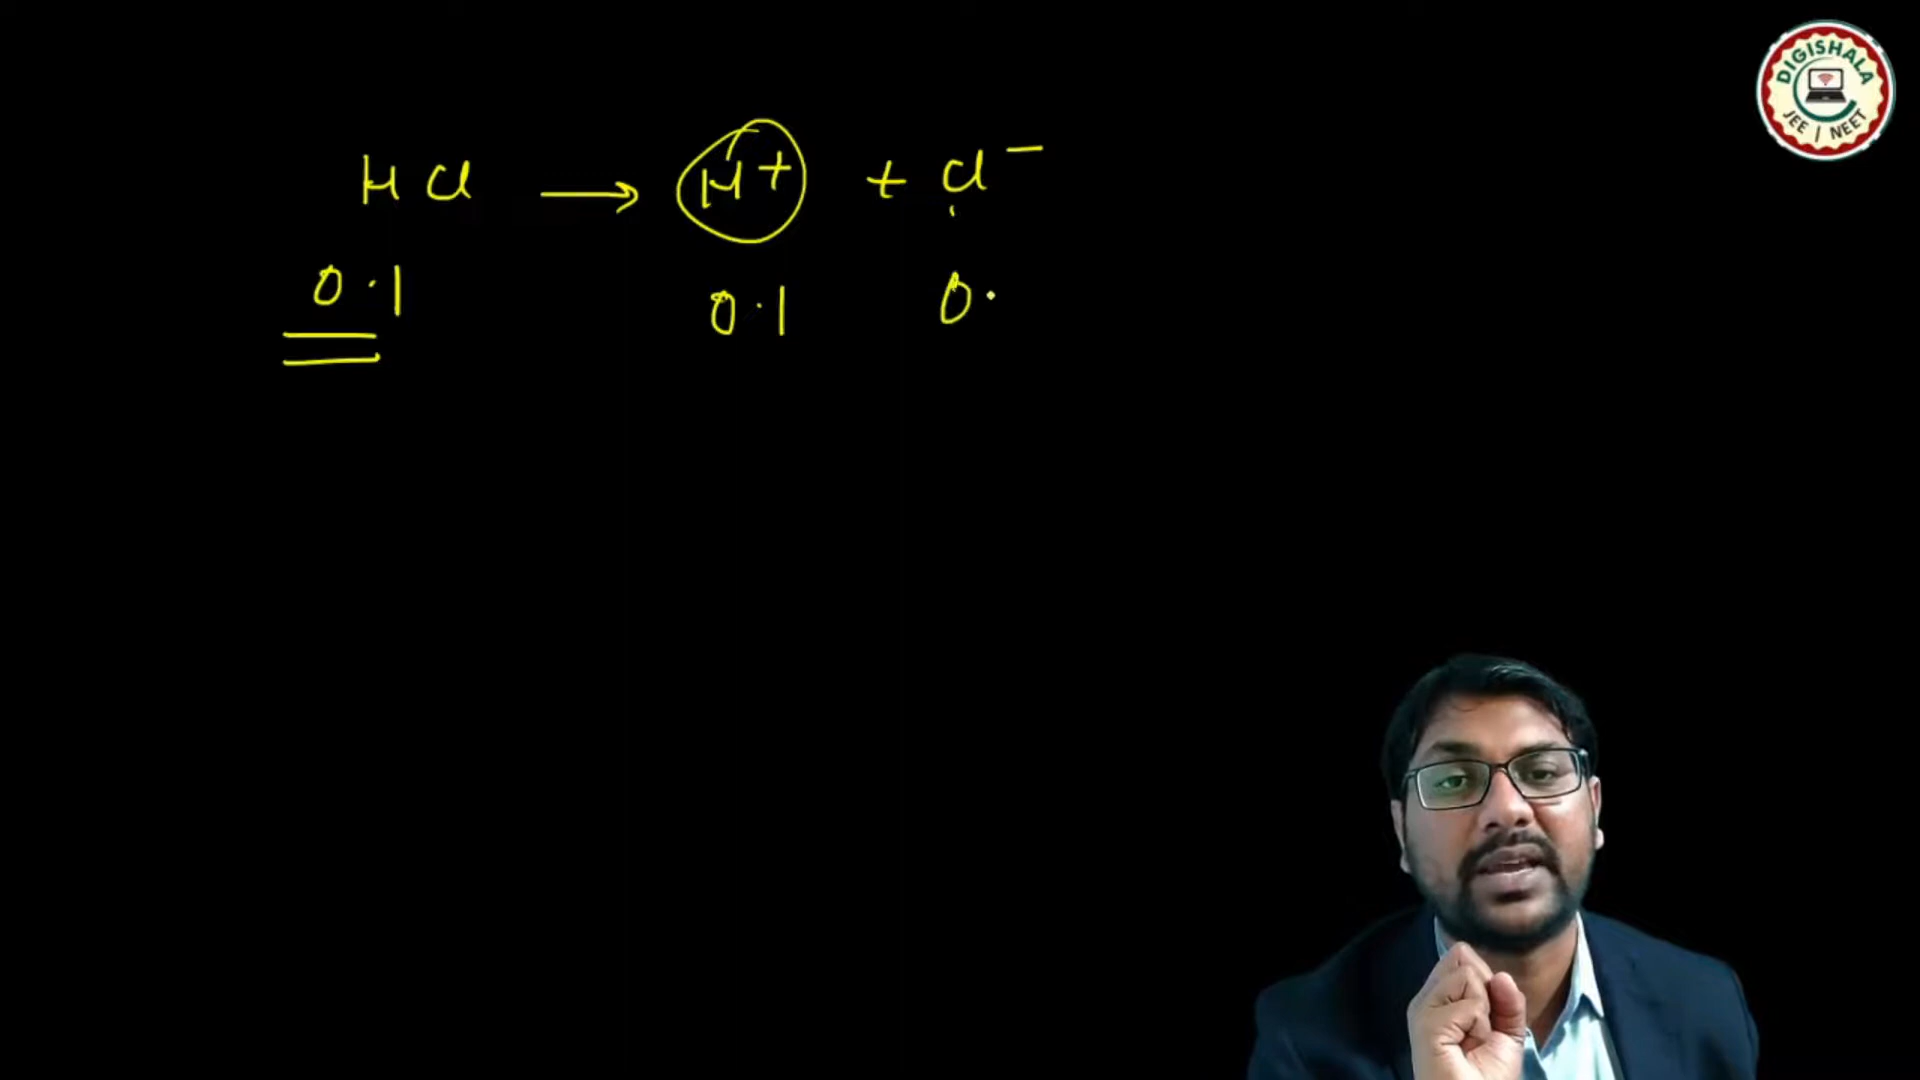 HCl → H+ + Cl−
0.1 0.1 0.
DIGISHALA
JEE | NEET